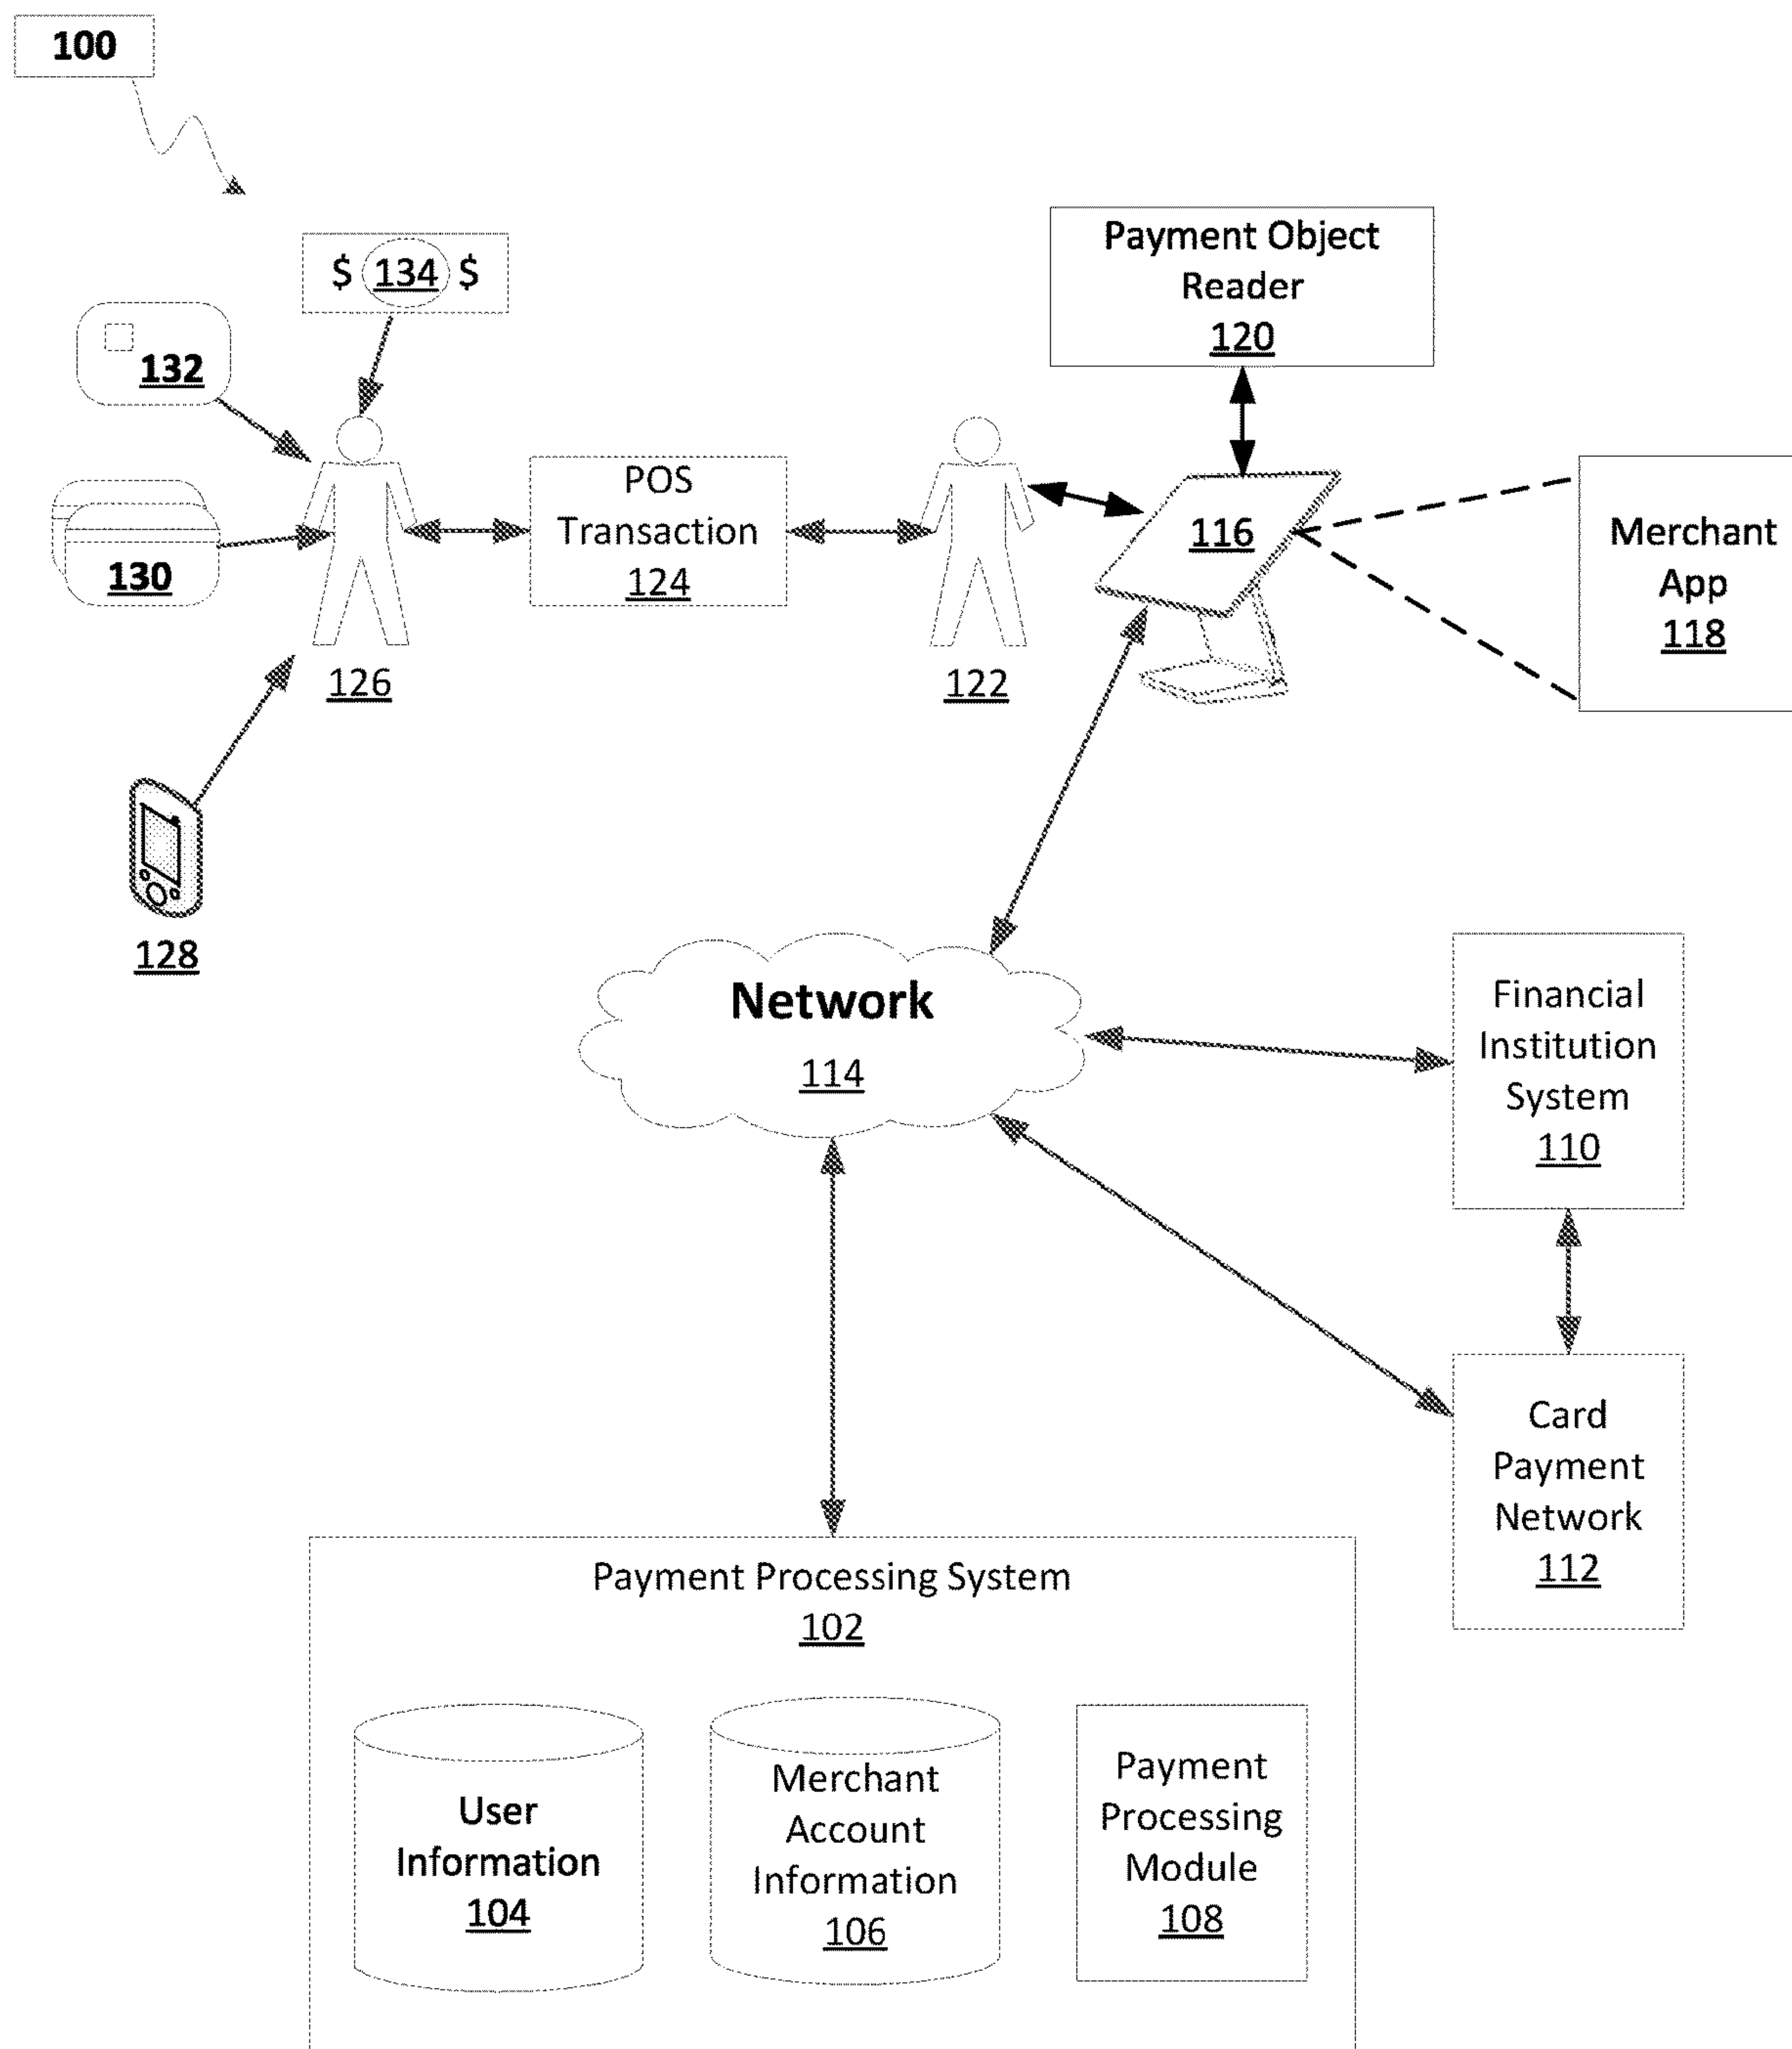 100
$ 134 $
Payment Object
Reader
120
132
POS
Transaction
124
116
Merchant
App
118
130
126
122
128
Network
114
Financial
Institution
System
110
Card
Payment
Network
112
Payment Processing System
102
User
Information
104
Merchant
Account
Information
106
Payment
Processing
Module
108